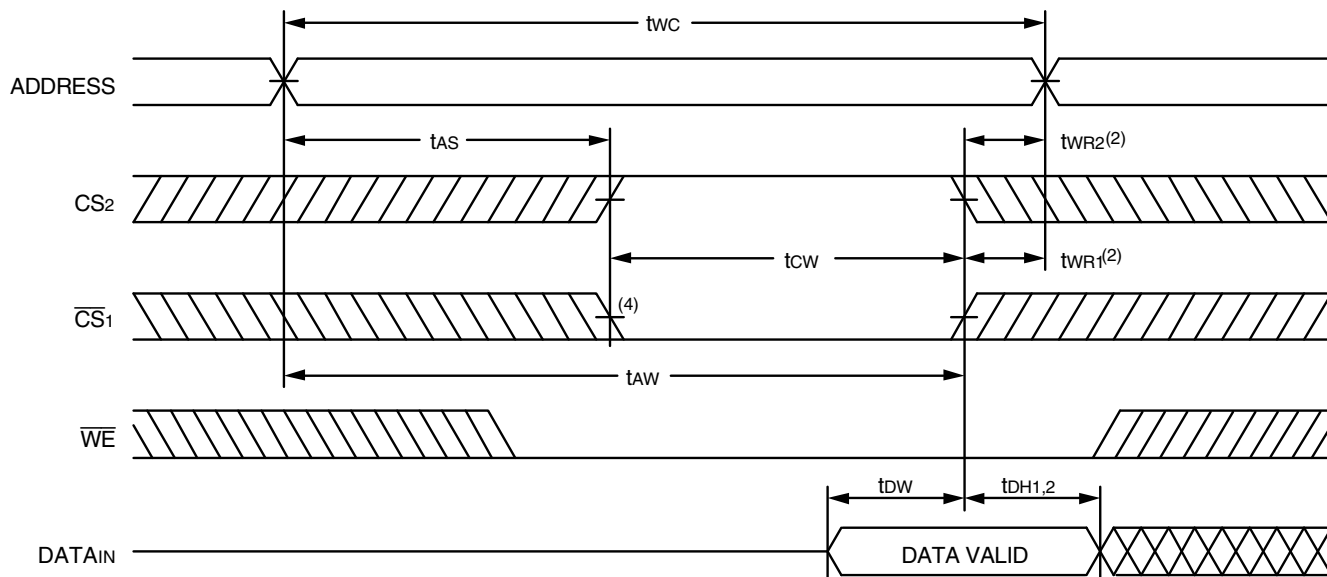 tWC
ADDRESS
tAS
tWR2(2)
CS2
tCW
tWR1(2)
CS1
(4)
tAW
WE
tDW
tDH1,2
DATAIN
DATA VALID